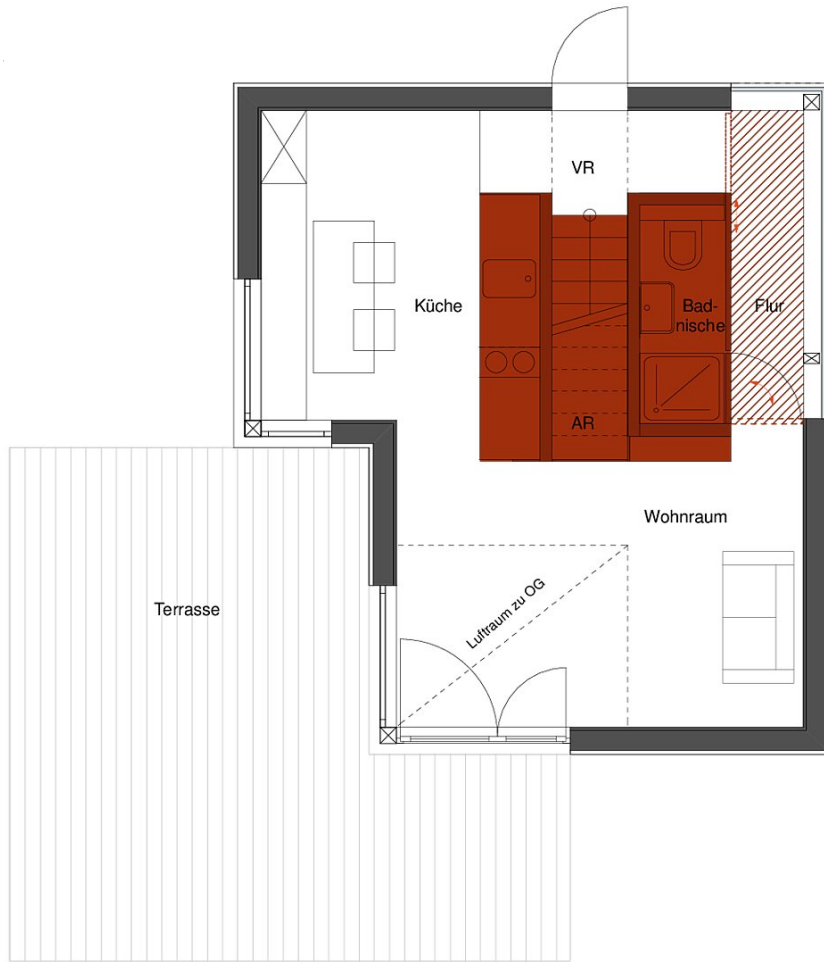 VR
Küche
Bad-
nische
Flur
AR
Wohnraum
Luftraum zu OG
Terrasse